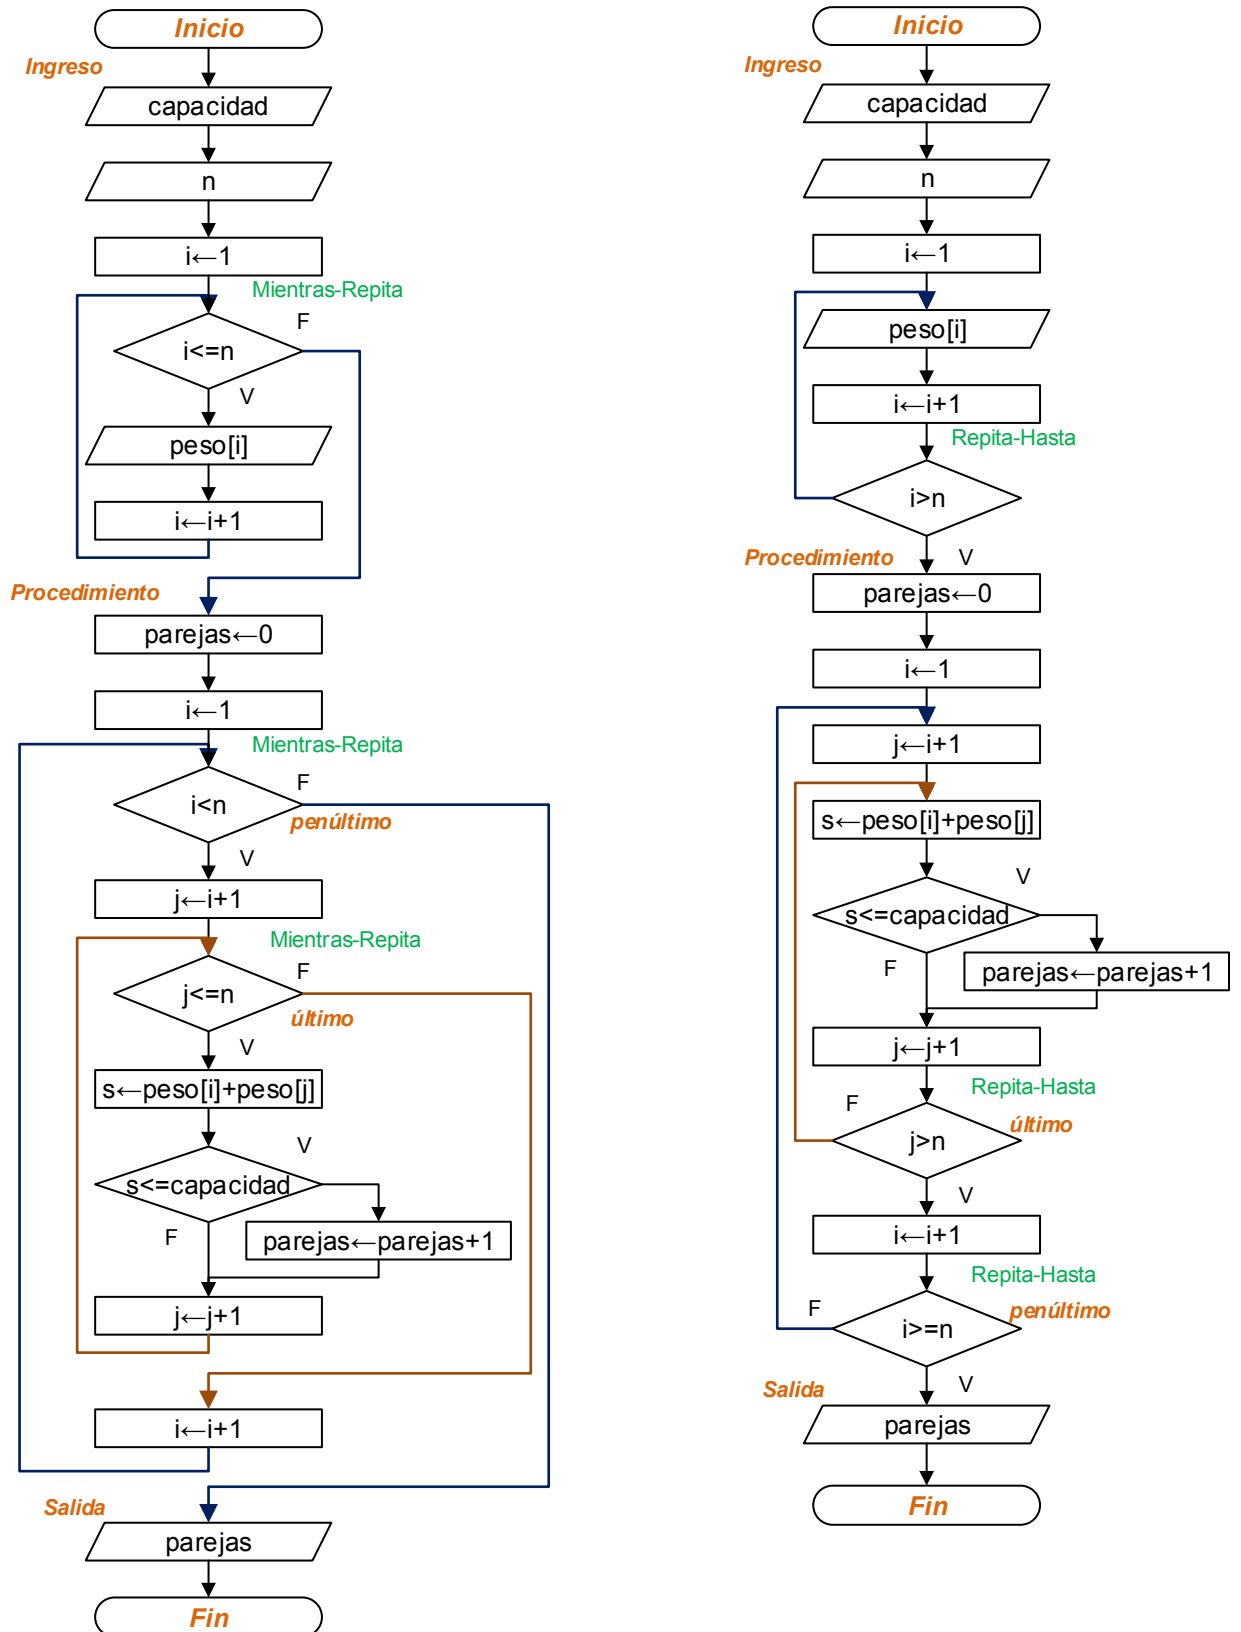 Inicio
Ingreso
capacidad
n
i←1
Mientras-Repita
i<=n
F
V
peso[i]
i←i+1
Procedimiento
parejas←0
i←1
Mientras-Repita
i<n
F
penúltimo
V
j←i+1
Mientras-Repita
j<=n
F
último
V
s←peso[i]+peso[j]
V
s<=capacidad
F
parejas←parejas+1
j←j+1
i←i+1
Salida
parejas
Fin
Inicio
Ingreso
capacidad
n
i←1
peso[i]
i←i+1
Repita-Hasta
i>n
Procedimiento
V
parejas←0
i←1
j←i+1
s←peso[i]+peso[j]
V
s<=capacidad
F
parejas←parejas+1
j←j+1
Repita-Hasta
F
último
j>n
V
i←i+1
Repita-Hasta
F
penúltimo
i>=n
V
Salida
parejas
Fin